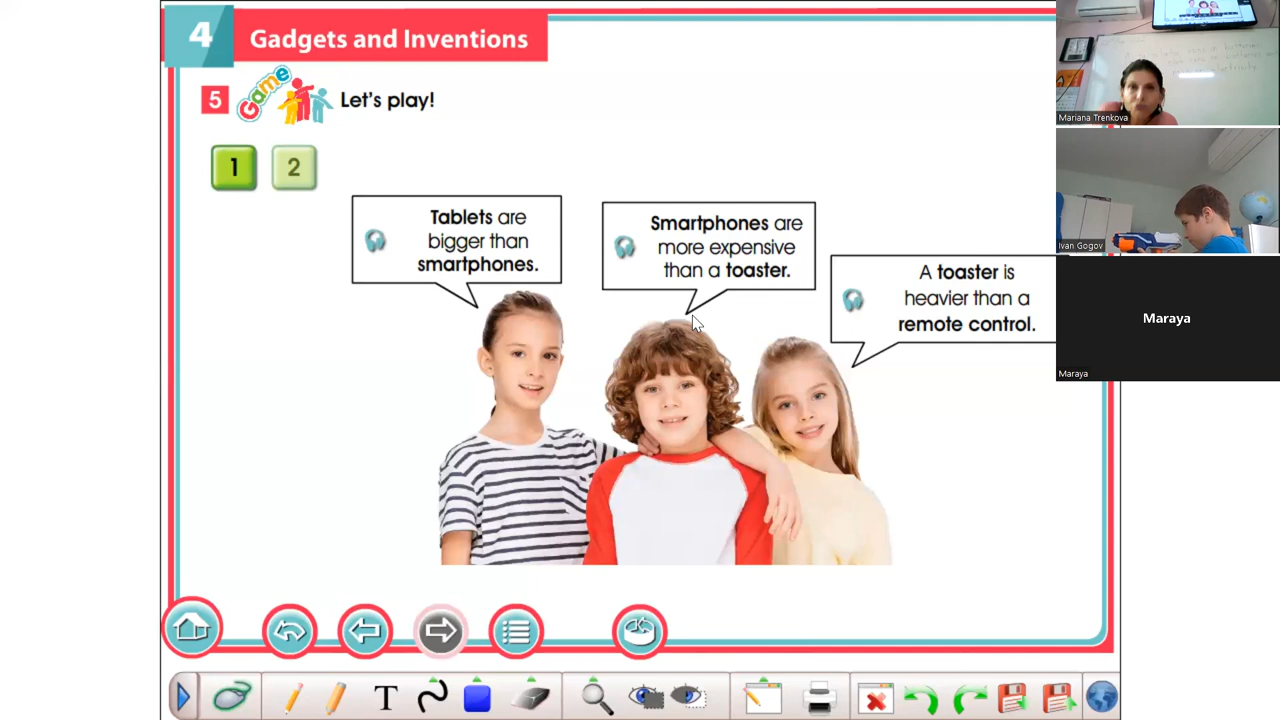 4
Gadgets and Inventions
5
Game
Let's play!
1
2
Tablets are
bigger than
smartphones.
Smartphones are
more expensive
than a toaster.
A toaster is
heavier than a
remote control.
T
Mariana Trenkova
Ivan Gogov
Maraya
Maraya